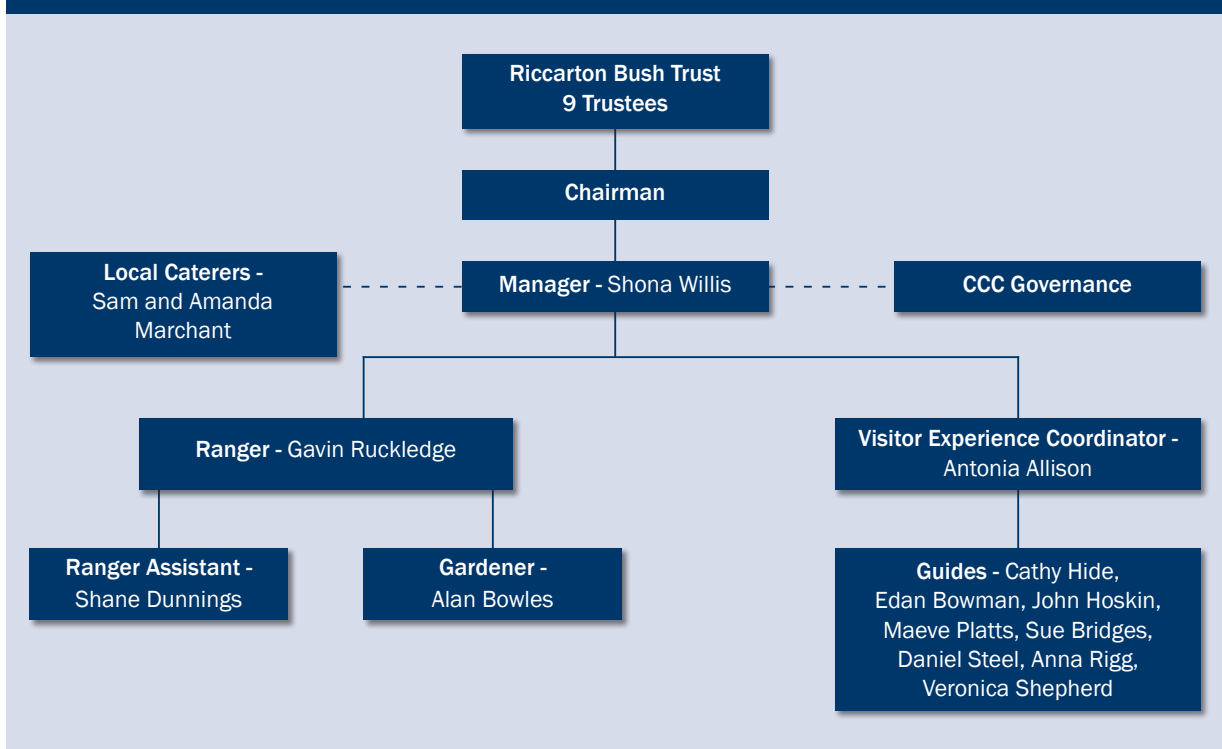 Riccarton Bush Trust
9 Trustees
Chairman
Local Caterers -
Sam and Amanda
Marchant
Manager - Shona Willis
CCC Governance
Ranger - Gavin Ruckledge
Visitor Experience Coordinator -
Antonia Allison
Ranger Assistant -
Shane Dunnings
Gardener -
Alan Bowles
Guides - Cathy Hide,
Edan Bowman, John Hoskin,
Maeve Platts, Sue Bridges,
Daniel Steel, Anna Rigg,
Veronica Shepherd